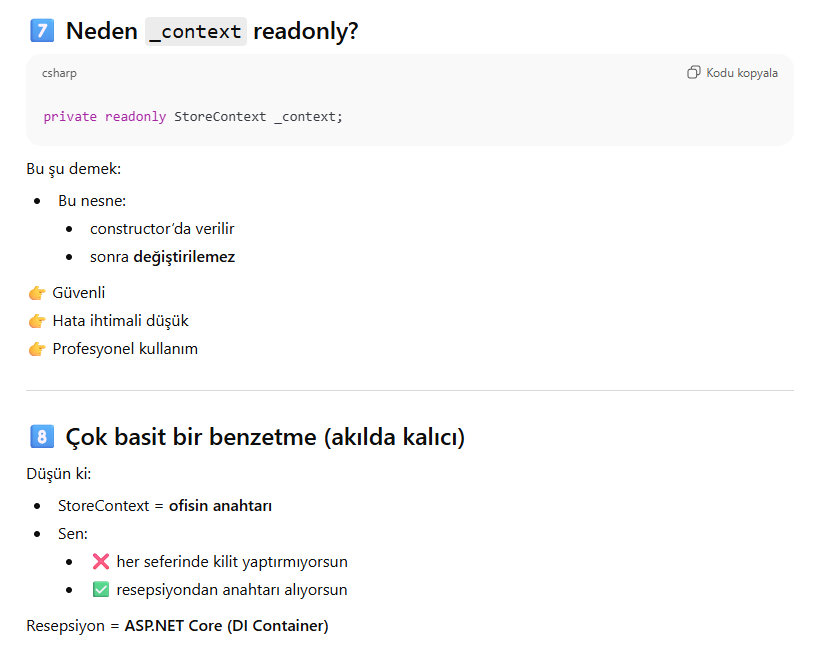 7 Neden _context readonly?
csharp
Kodu kopyala
private readonly StoreContext _context;
Bu şu demek:
Bu nesne:
constructor’da verilir
sonra değiştirilemez
👉 Güvenli
👉 Hata ihtimali düşük
👉 Profesyonel kullanım
8 Çok basit bir benzetme (akılda kalıcı)
Düşün ki:
StoreContext = ofisin anahtarı
Sen:
❌ her seferinde kilit yaptırmıyorsun
✅ resepsiyondan anahtarı alıyorsun
Resepsiyon = ASP.NET Core (DI Container)